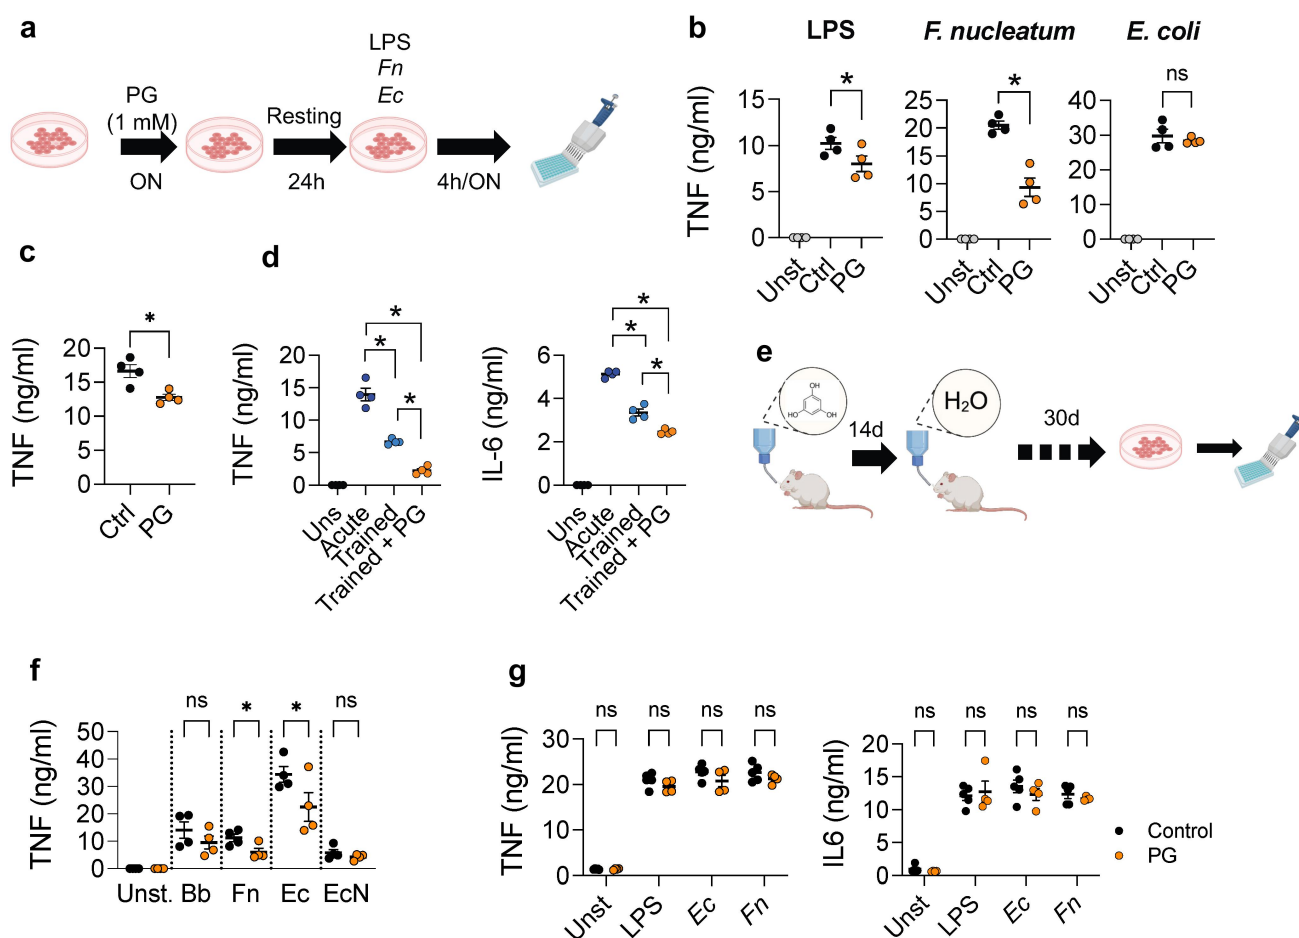 a
PG
(1 mM)
ON
Resting
24h
LPS
Fn
Ec
4h/ON
OH
HO
OH
b
LPS
F. nucleatum
E. coli
TNF (ng/ml)
15
10
5
0
*
Unst
Ctrl
PG
25
20
15
10
5
0
*
Unst
Ctrl
PG
40
30
20
10
0
ns
Unst
Ctrl
PG
c
TNF (ng/ml)
20
15
10
5
0
*
Ctrl
PG
d
TNF (ng/ml)
20
15
10
5
0
*
*
*
Uns
Acute
Trained
Trained + PG
IL-6 (ng/ml)
6
4
2
0
*
*
*
Uns
Acute
Trained
Trained + PG
e
14d
H₂O
30d
f
TNF (ng/ml)
50
40
30
20
10
0
ns
*
*
ns
Unst.
Bb
Fn
Ec
EcN
g
TNF (ng/ml)
30
20
10
0
ns
ns
ns
ns
Unst
LPS
Ec
Fn
IL6 (ng/ml)
20
15
10
5
0
ns
ns
ns
ns
Unst
LPS
Ec
Fn
Control
PG